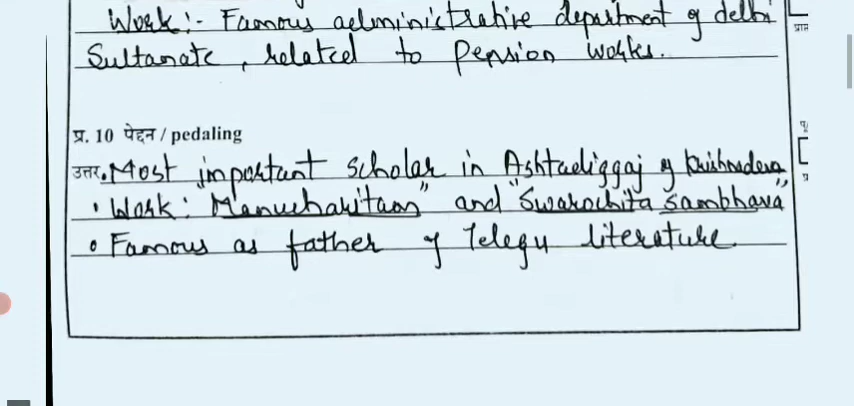 Work:- Famous administrative department of delhi
Sultanate, related to Pension works.
प्र. 10 पेद्दन / pedaling
उत्तर. Most important scholar in Ashtadiggaj of Krishnadeva
• Work: Manucharitam" and "Swarochita sambhava"
• Famous as father of Telegu literature